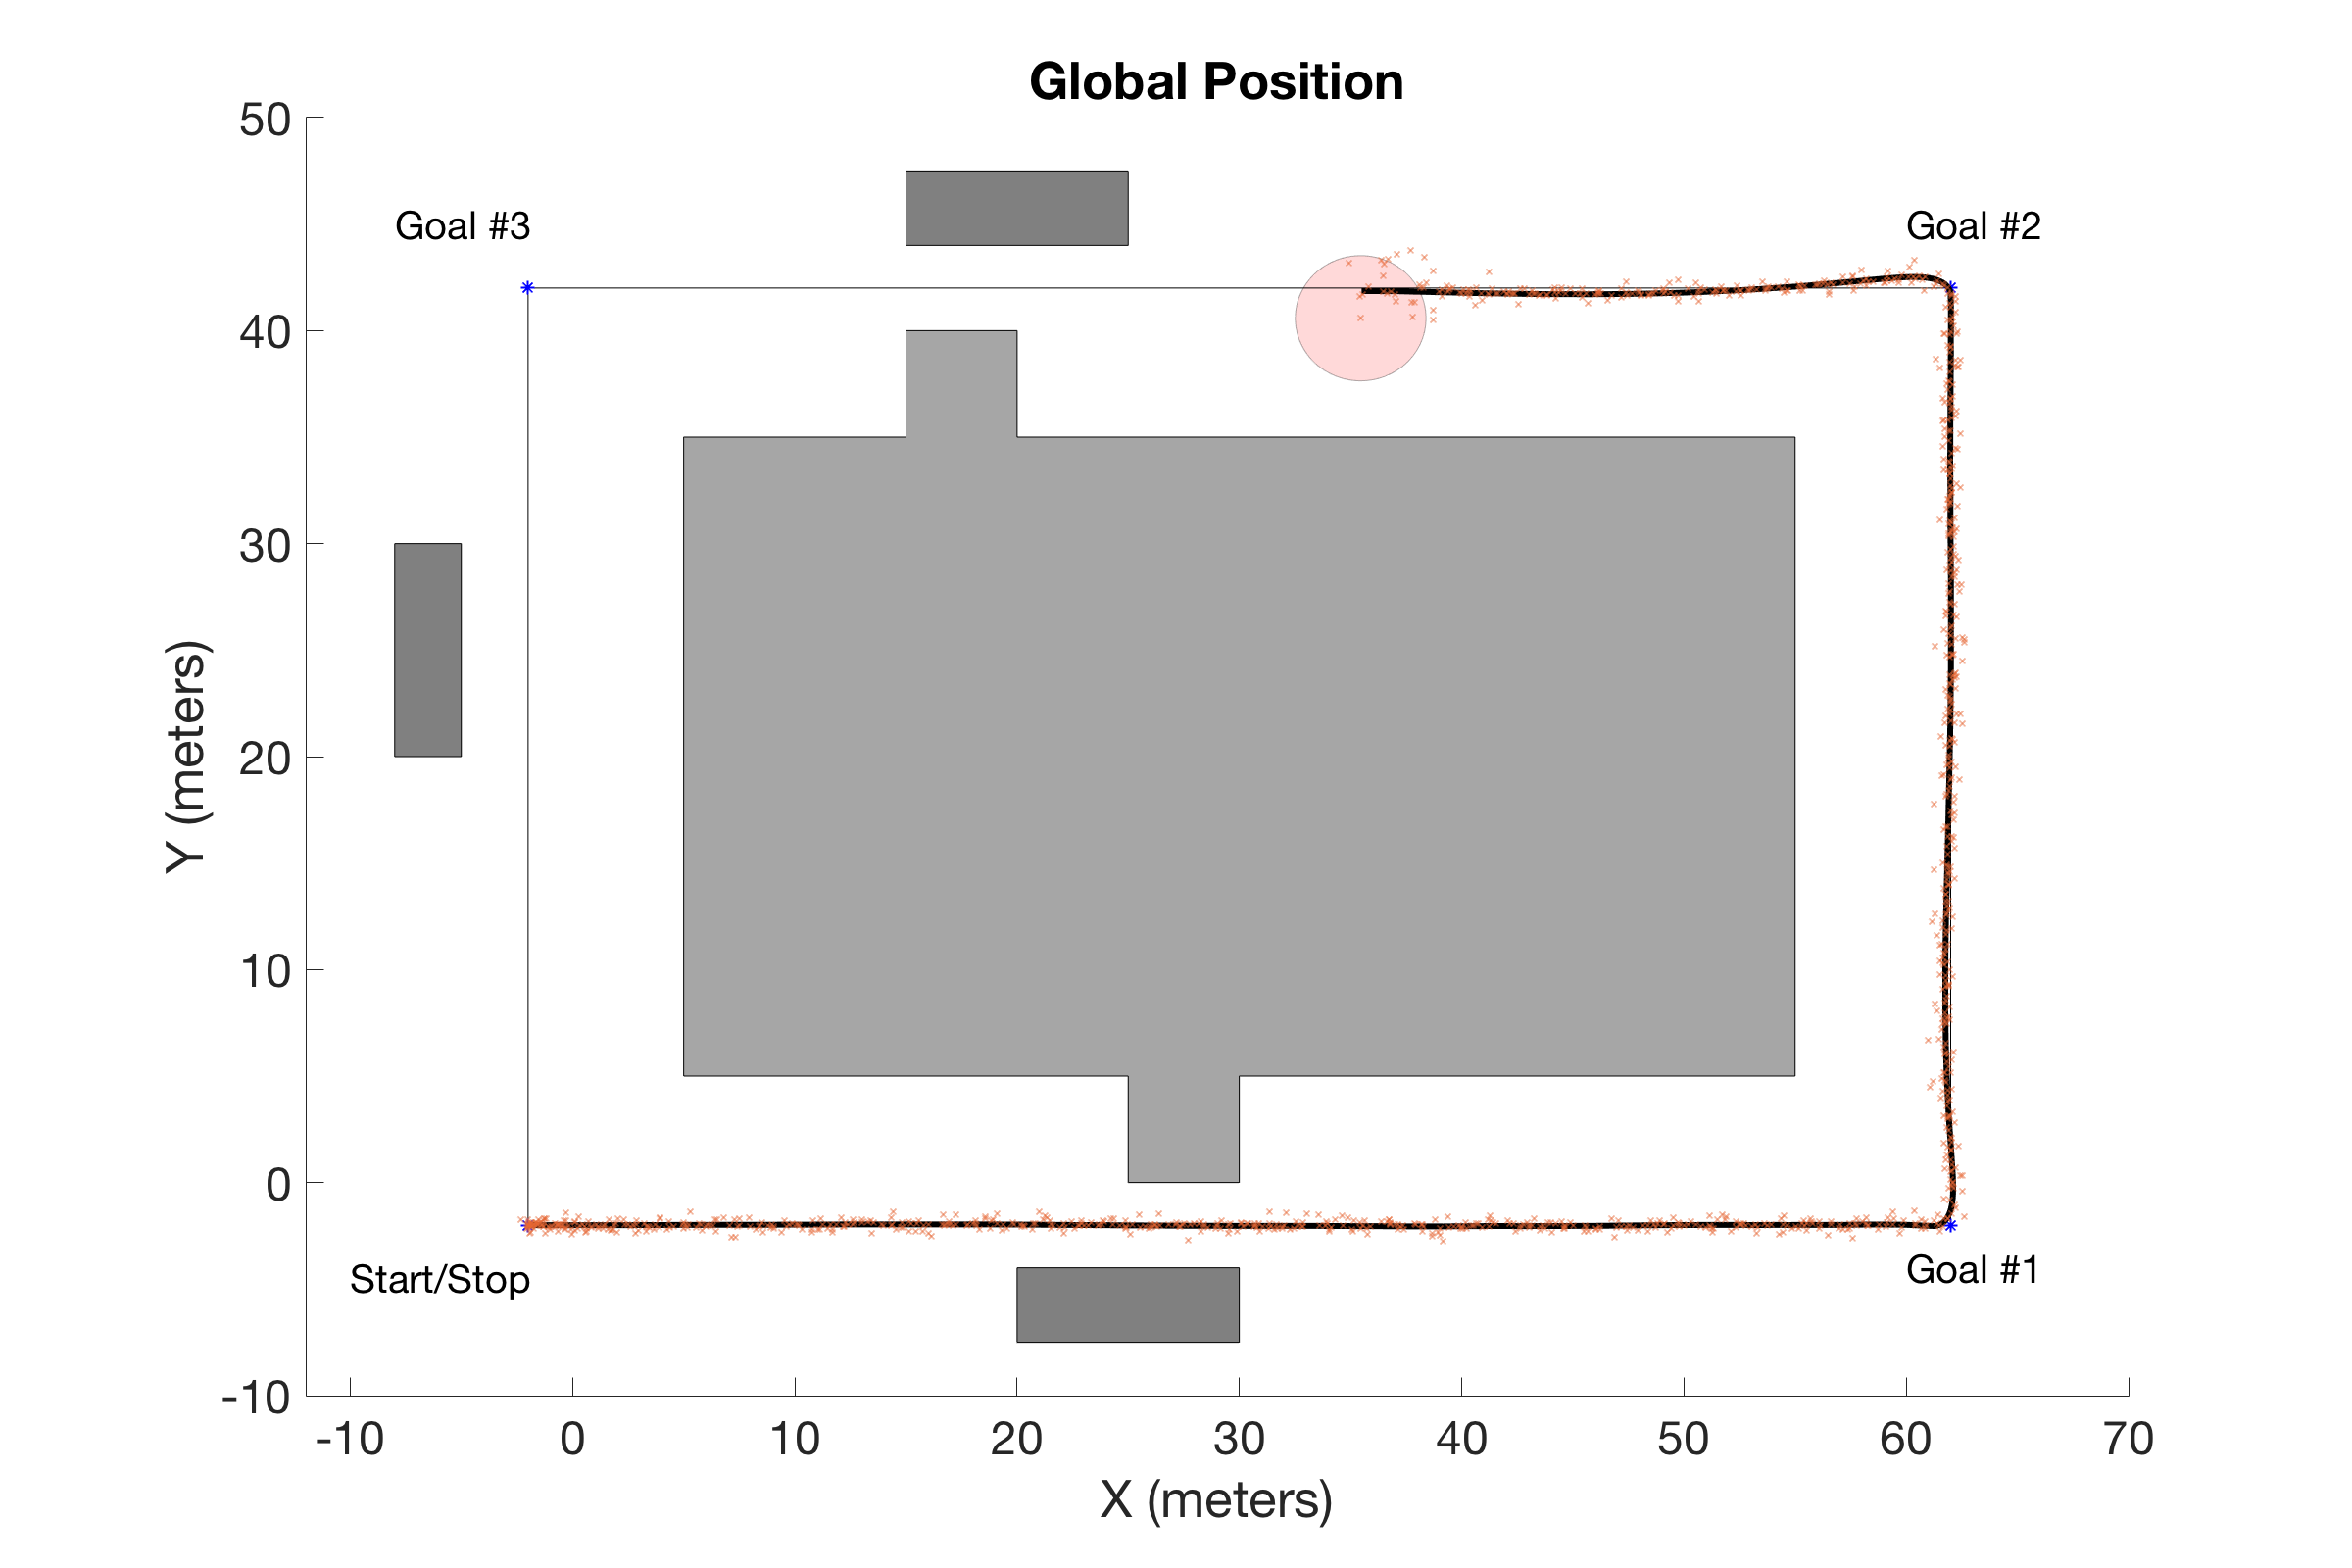 Global Position
50
Goal #3
Goal #2
40
30
20
10
0
Start/Stop
Goal #1
-10
-10 0 10 20 30 40 50 60 70
X (meters)
Y (meters)